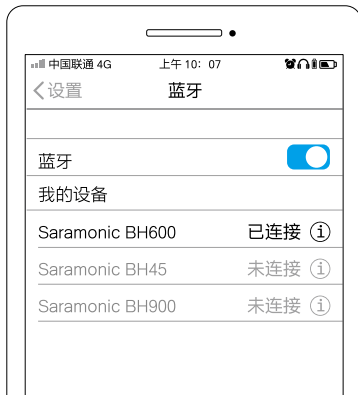 中国联通 4G 上午 10：07
设置 蓝牙
蓝牙
我的设备
Saramonic BH600 已连接 i
Saramonic BH45 未连接 i
Saramonic BH900 未连接 i